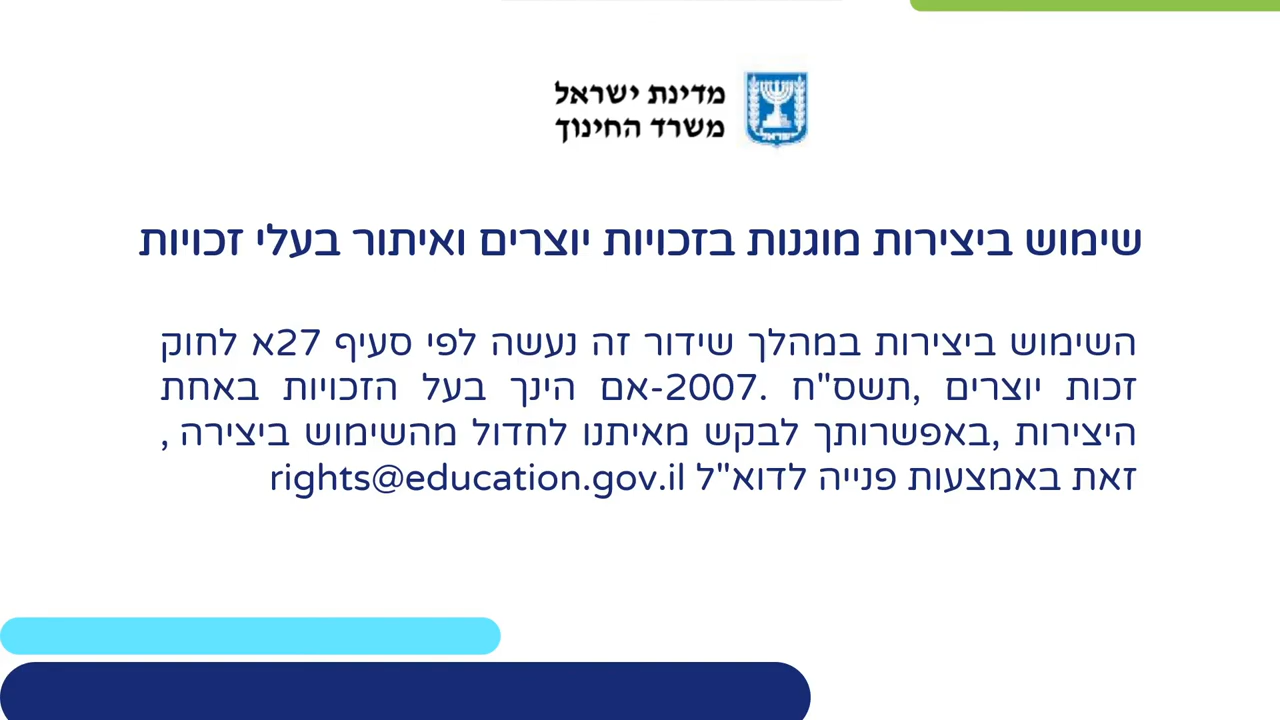 מדינת ישראל
משרד החינוך
ישראל
שימוש ביצירות מוגנות בזכויות יוצרים ואיתור בעלי זכויות
השימוש ביצירות במהלך שידור זה נעשה לפי סעיף 27א לחוק
זכות יוצרים ,תשס"ח .2007-אם הינך בעל הזכויות באחת
היצירות ,באפשרותך לבקש מאיתנו לחדול מהשימוש ביצירה ,
זאת באמצעות פנייה לדוא"ל rights@education.gov.il